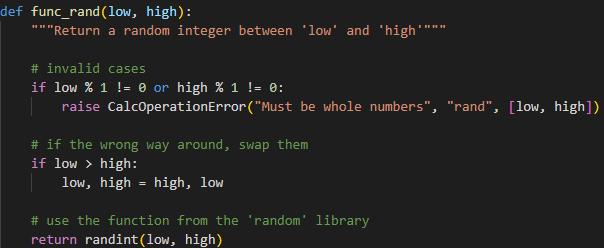 def func_rand(low, high):
    """Return a random integer between 'low' and 'high'"""
    # invalid cases
    if low % 1 != 0 or high % 1 != 0:
        raise CalcOperationError("Must be whole numbers", "rand", [low, high])
    # if the wrong way around, swap them
    if low > high:
        low, high = high, low
    # use the function from the 'random' library
    return randint(low, high)